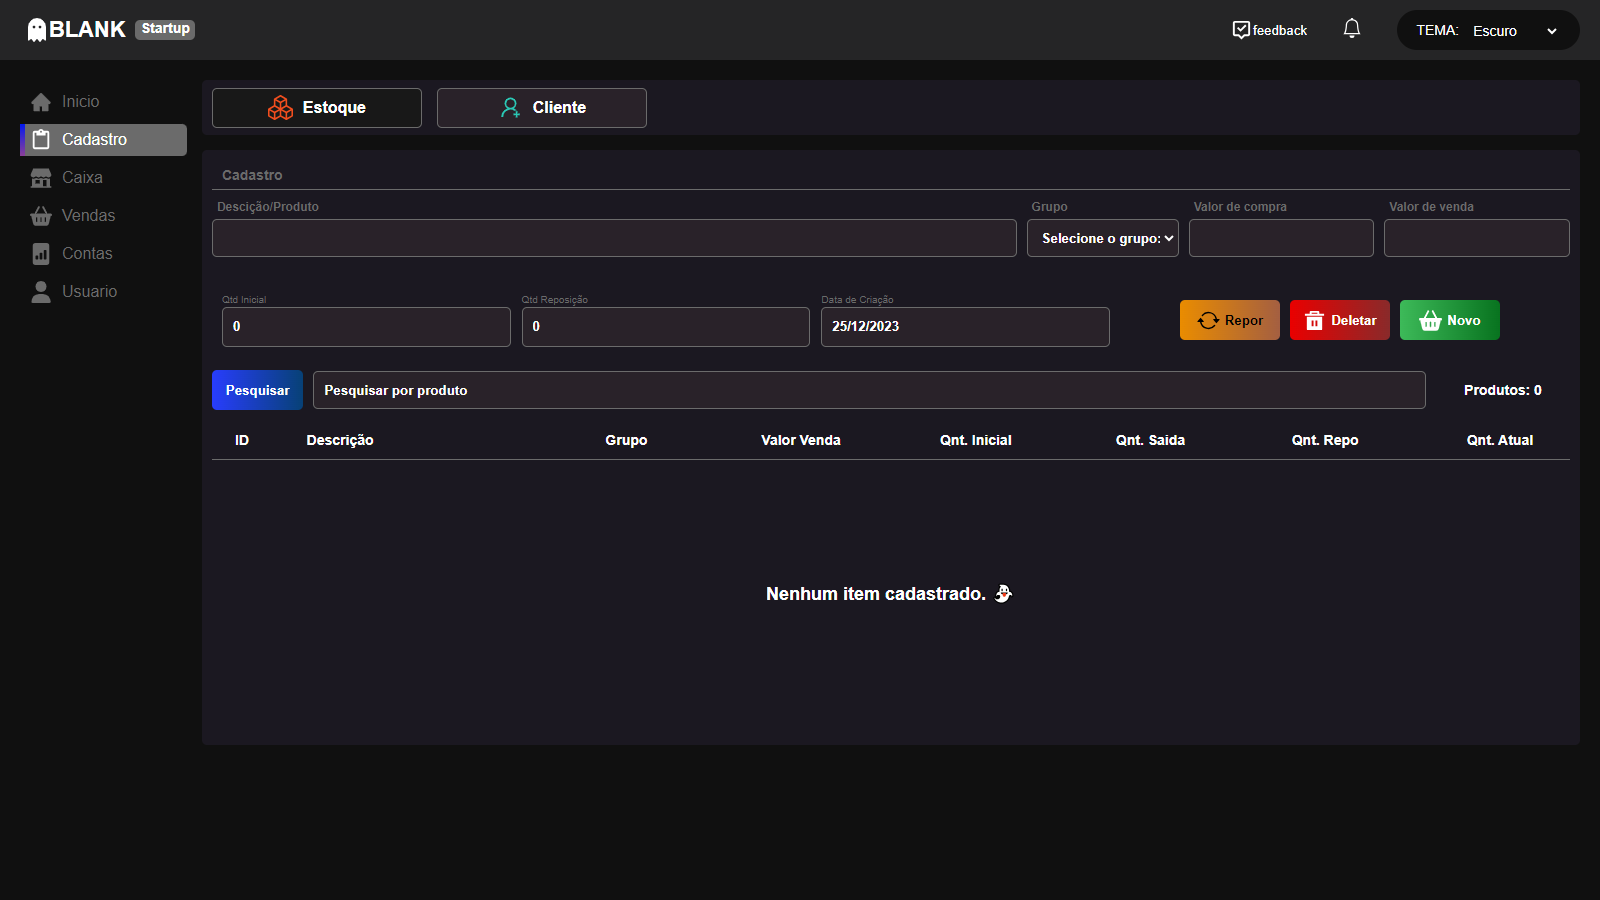 BLANK Startup
feedback
TEMA: Escuro
Inicio
Cadastro
Caixa
Vendas
Contas
Usuario
Estoque
Cliente
Cadastro
Descição/Produto
Grupo
Valor de compra
Valor de venda
Selecione o grupo:
Qtd Inicial
Qtd Reposição
Data de Criação
0
0
25/12/2023
Repor
Deletar
Novo
Pesquisar
Pesquisar por produto
Produtos: 0
ID Descrição Grupo Valor Venda Qnt. Inicial Qnt. Saida Qnt. Repo Qnt. Atual
Nenhum item cadastrado. 👻